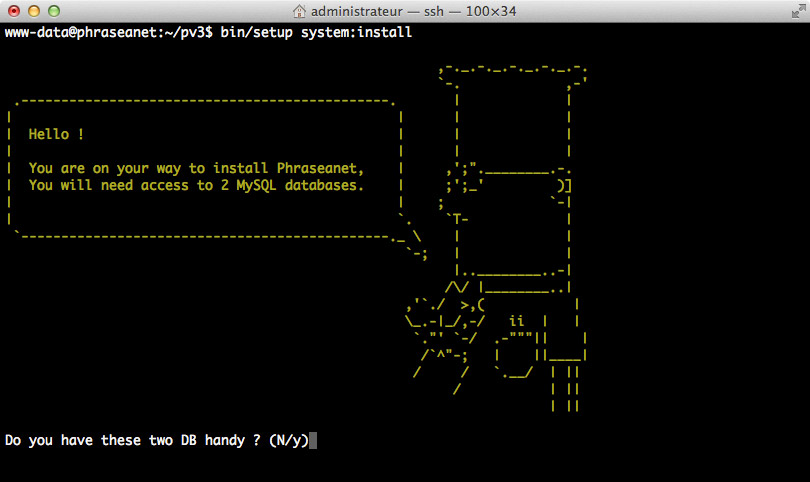 administrateur — ssh — 100×34
www-data@phraseanet:~/pv3$ bin/setup system:install
Hello !
You are on your way to install Phraseanet,
You will need access to 2 MySQL databases.
Do you have these two DB handy ? (N/y)